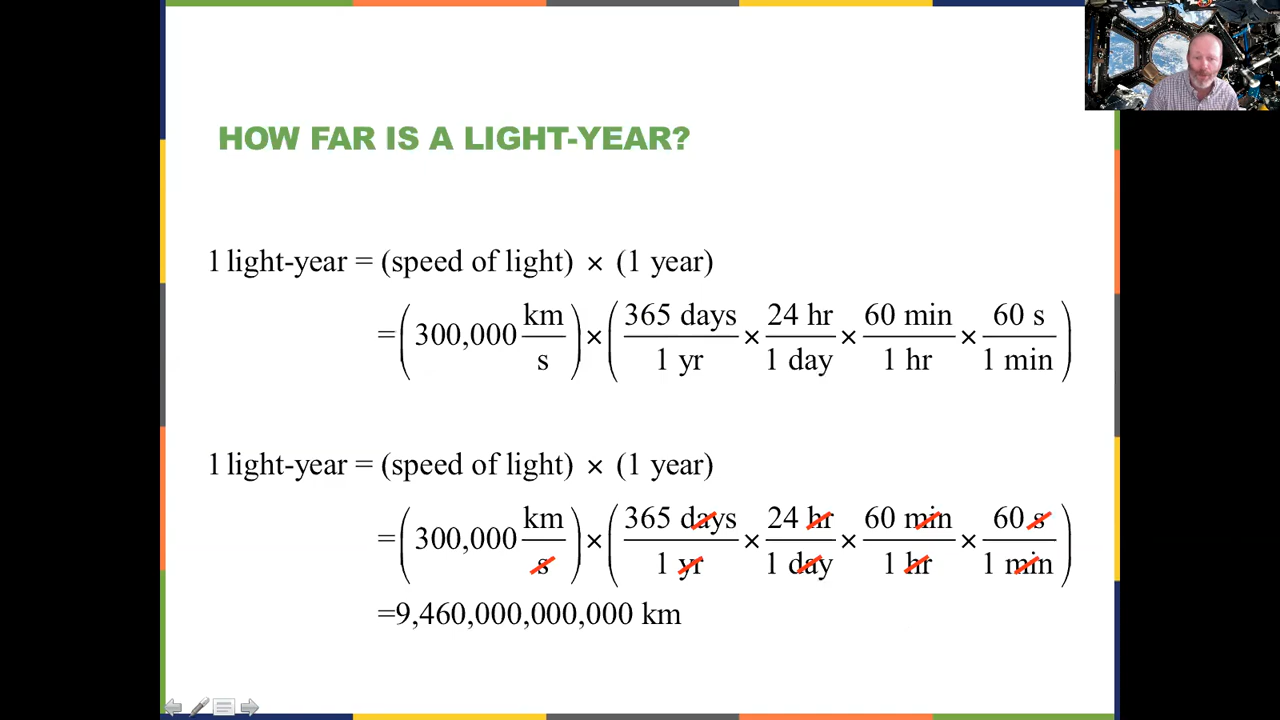 HOW FAR IS A LIGHT-YEAR?
1 light-year = (speed of light) × (1 year)
= (300,000 km/s) × (365 days/1 yr × 24 hr/1 day × 60 min/1 hr × 60 s/1 min)
1 light-year = (speed of light) × (1 year)
= (300,000 km/s) × (365 days/1 yr × 24 hr/1 day × 60 min/1 hr × 60 s/1 min)
=9,460,000,000,000 km